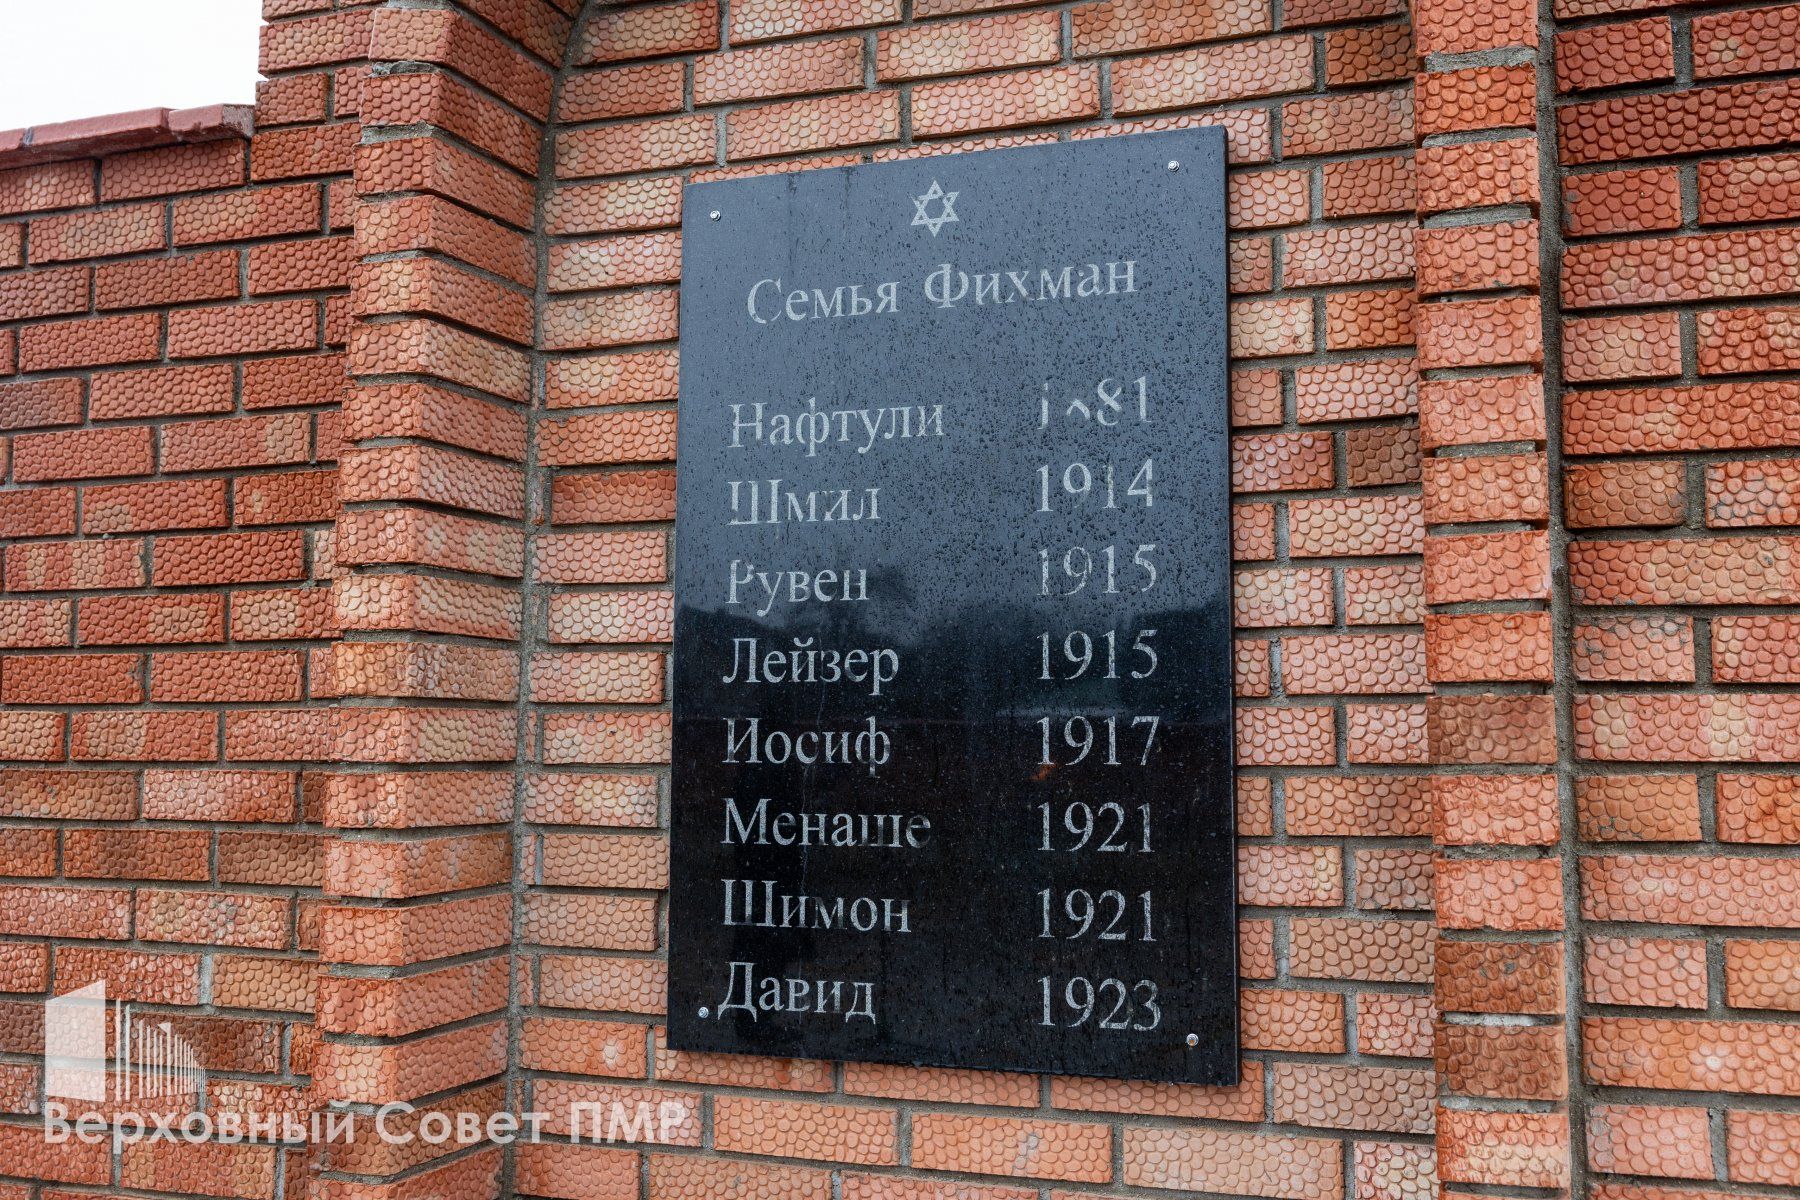 Семья Фихман
Нафтули
Шмил 1914
Рувен 1915
Лейзер 1915
Иосиф 1917
Менаше 1921
Шимон 1921
Давид 1923
Верховный Совет ПМР